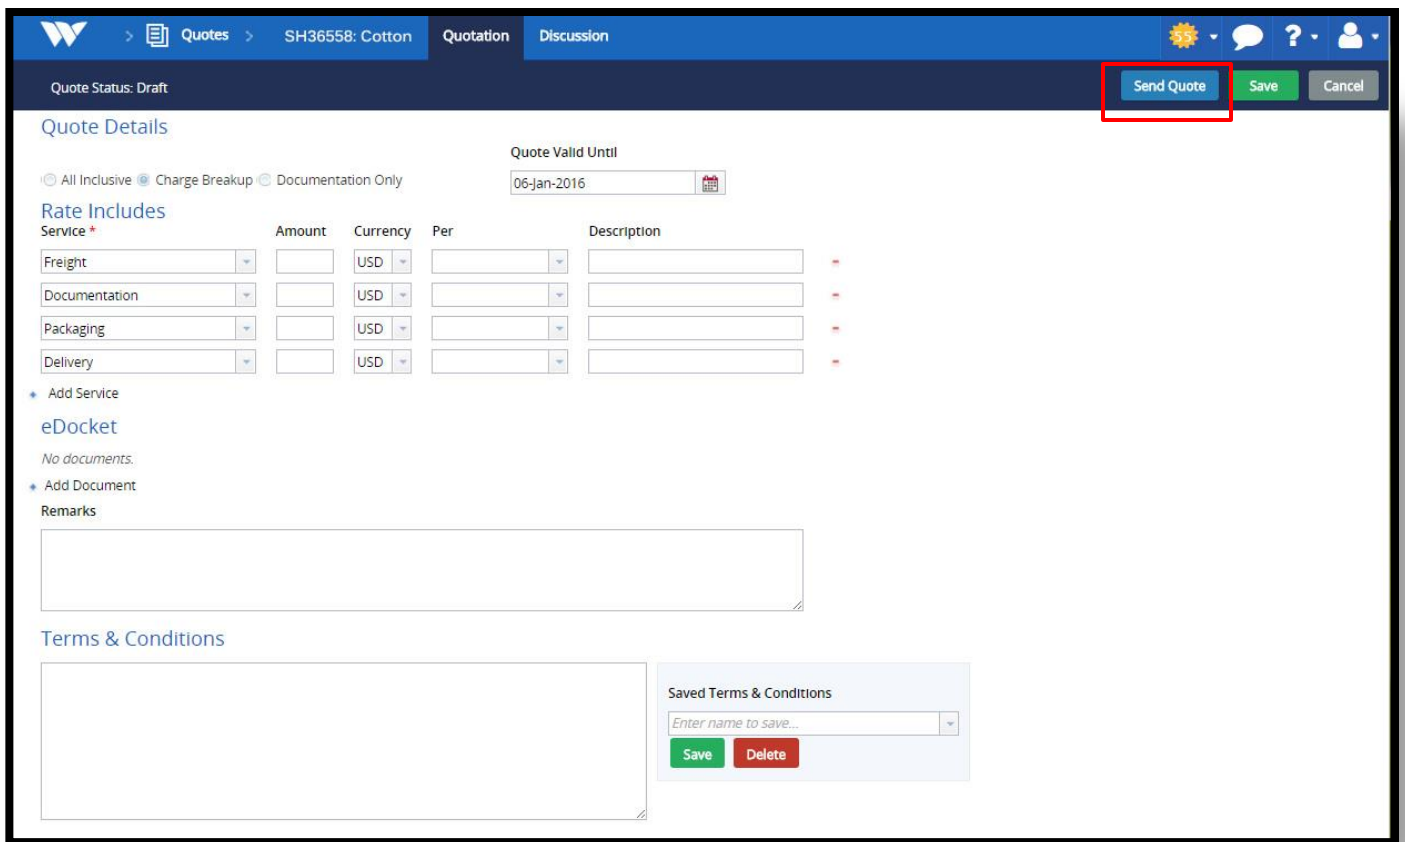 Quotes SH36558: Cotton Quotation Discussion 55 ?
Quote Status: Draft Send Quote Save Cancel
Quote Details
Quote Valid Until
All Inclusive Charge Breakup Documentation Only 06-Jan-2016
Rate Includes
Service * Amount Currency Per Description
Freight USD
Documentation USD
Packaging USD
Delivery USD
Add Service
eDocket
No documents.
Add Document
Remarks
Terms & Conditions
Saved Terms & Conditions
Enter name to save...
Save Delete